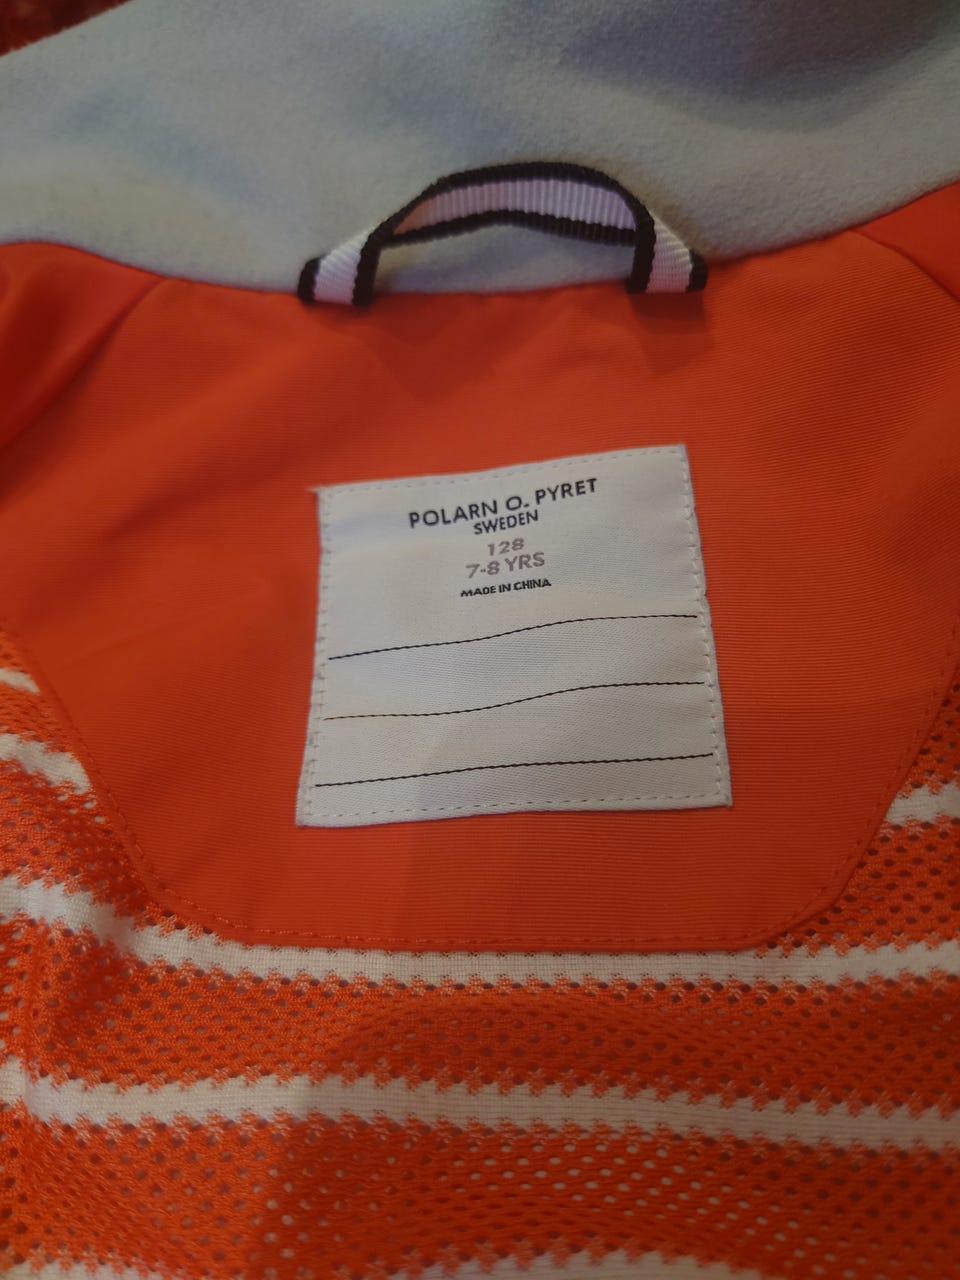 POLARN O. PYRET
SWEDEN
128
7-8 YRS
MADE IN CHINA